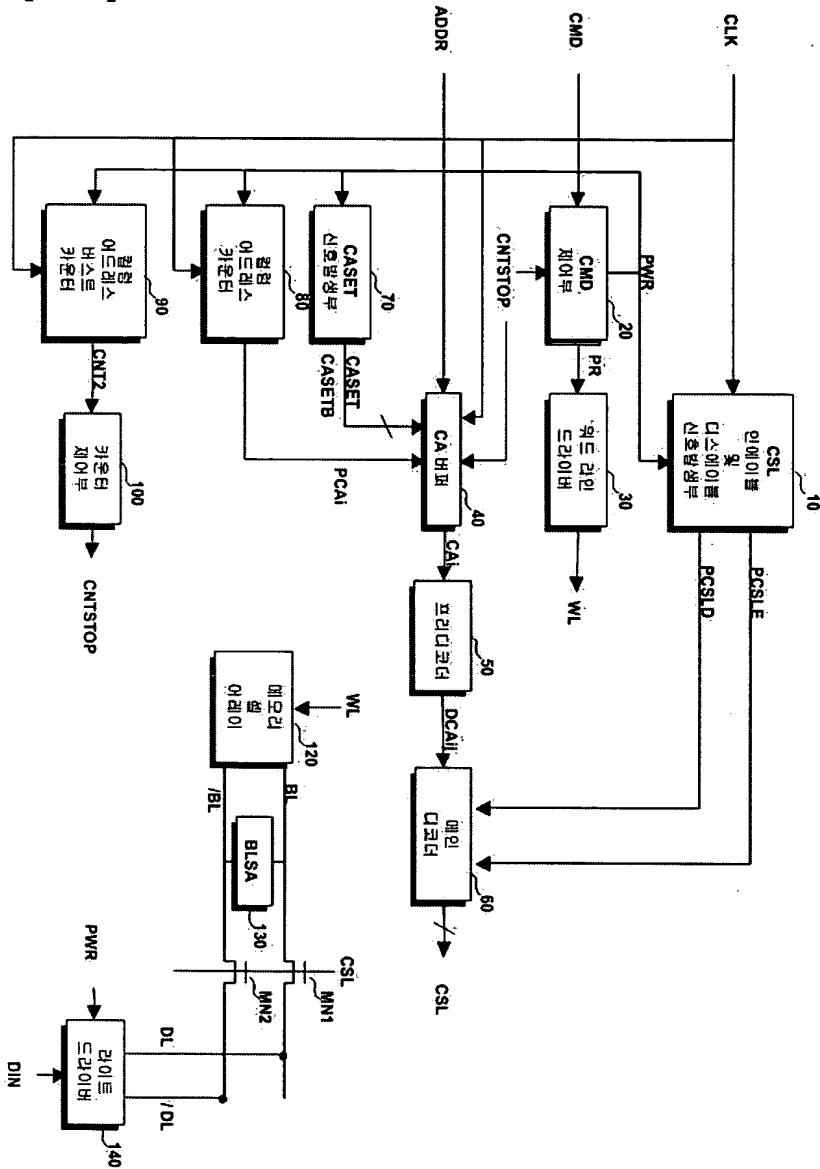 CLK
CSL
인에이블
및
디스에이블
신호발생부
10
PCSLE
PCSLD
CMD
CMD
제어부
20
PWR
PR
워드 라인
드라이버
30
WL
CNTSTOP
ADDR
CA 버퍼
40
CAi
프리디코더
50
DCAij
메인
디코더
60
CSL
CASET
신호발생부
70
CASET
CASETB
컬럼
어드레스
카운터
80
PCAi
컬럼
어드레스
버스트
카운터
90
CNT2
카운터
제어부
100
CNTSTOP
WL
메모리
셀
어레이
120
BL
/BL
BLSA
130
CSL
MN1
MN2
DL
/DL
PWR
라이트
드라이버
140
DIN